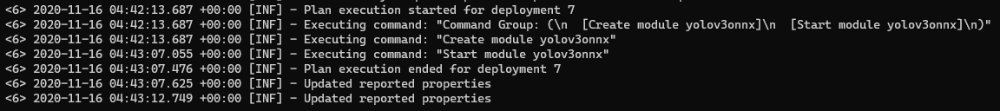 <6> 2020-11-16 04:42:13.687 +00:00 [INF] - Plan execution started for deployment 7
<6> 2020-11-16 04:42:13.687 +00:00 [INF] - Executing command: "Command Group: (\n  [Create module yolov3onnx]\n  [Start module yolov3onnx]\n)"
<6> 2020-11-16 04:42:13.687 +00:00 [INF] - Executing command: "Create module yolov3onnx"
<6> 2020-11-16 04:43:07.055 +00:00 [INF] - Executing command: "Start module yolov3onnx"
<6> 2020-11-16 04:43:07.476 +00:00 [INF] - Plan execution ended for deployment 7
<6> 2020-11-16 04:43:07.625 +00:00 [INF] - Updated reported properties
<6> 2020-11-16 04:43:12.749 +00:00 [INF] - Updated reported properties